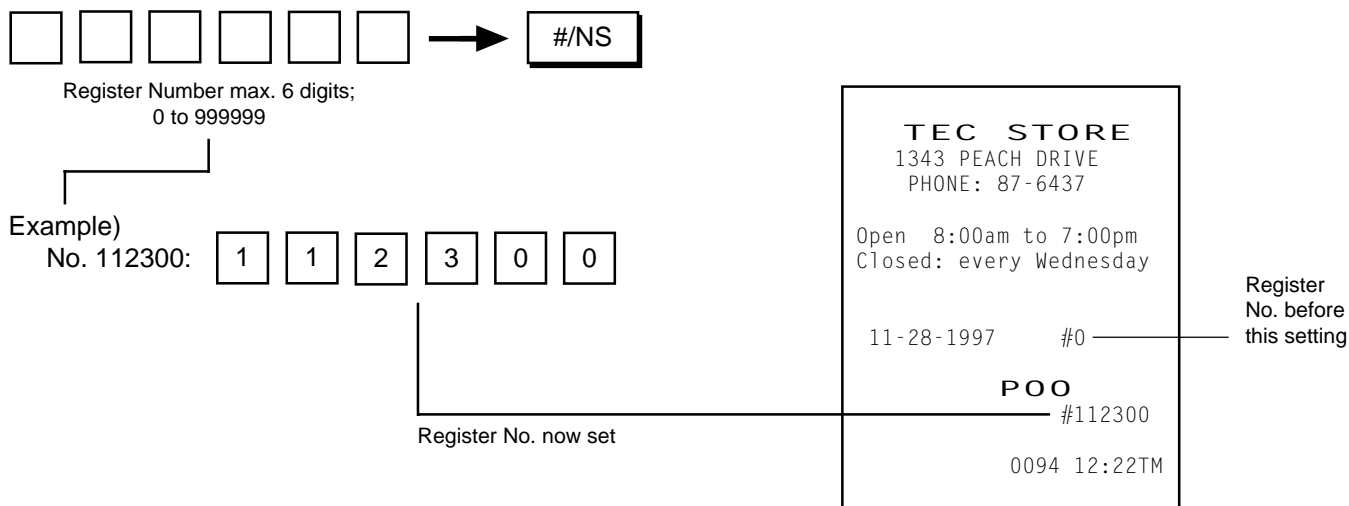 #/NS
Register Number max. 6 digits;
0 to 999999
Example)
No. 112300: 1 1 2 3 0 0
Register No. now set
TEC STORE
1343 PEACH DRIVE
PHONE: 87-6437
Open 8:00am to 7:00pm
Closed: every Wednesday
11-28-1997 #0
POO
#112300
0094 12:22TM
Register
No. before
this setting